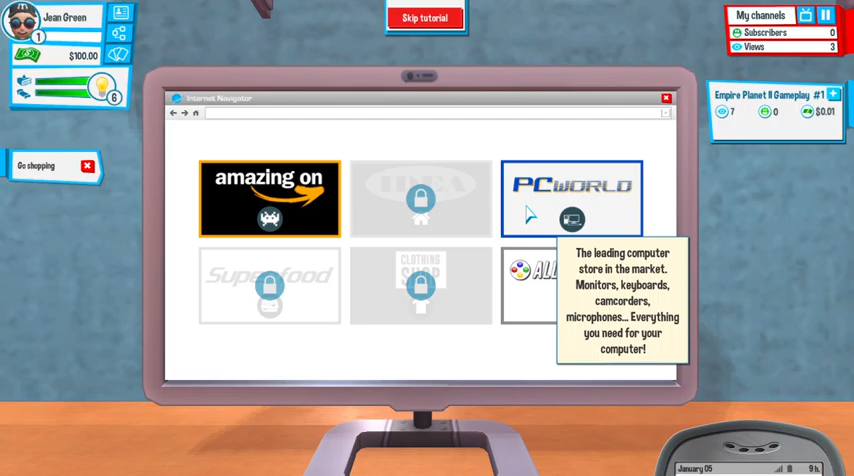 Jean Green
1
$100.00
6
Skip tutorial
My channels
Subscribers 0
Views 3
Empire Planet II Gameplay #1
7 0 $0.01
Go shopping
Internet Navigator
amazing on
IDEA
PC WORLD
Superfood
CLOTHING
SHOP
ALL
The leading computer
store in the market.
Monitors, keyboards,
camcorders,
microphones... Everything
you need for your
computer!
January 05 9h.